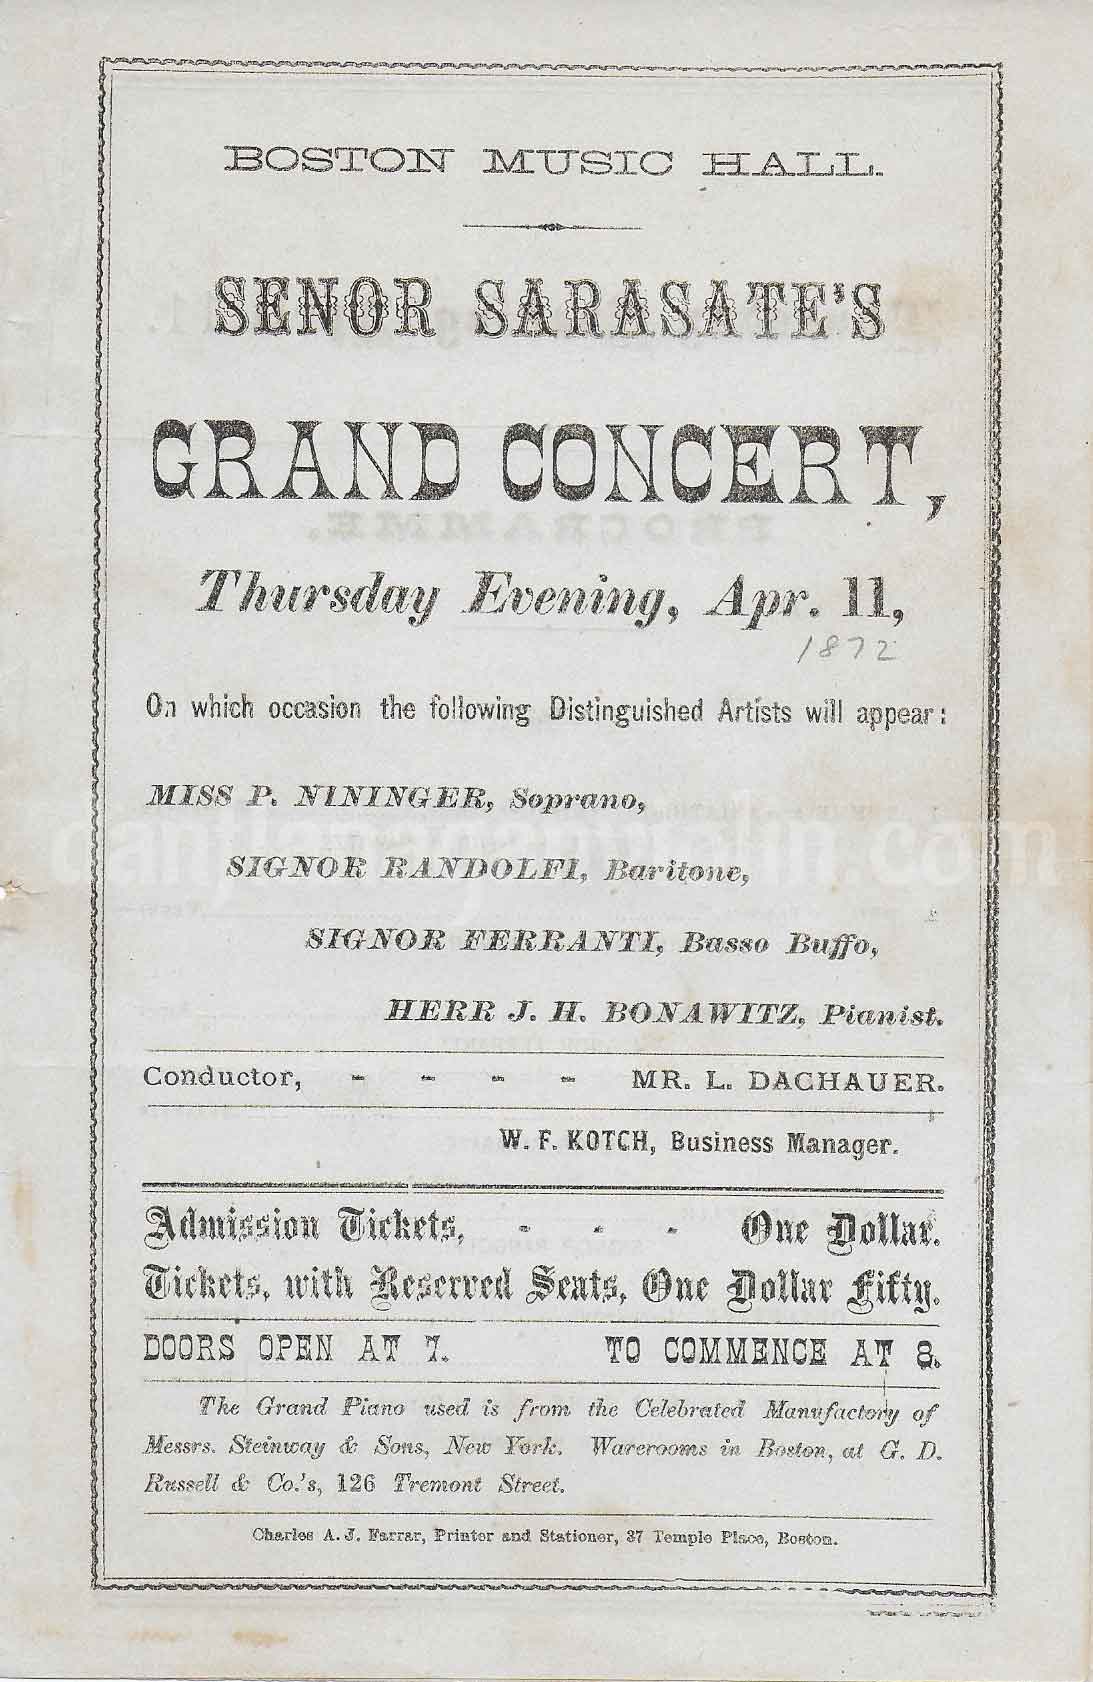 BOSTON MUSIC HALL.
SENOR SARASATE'S
GRAND CONCERT,
Thursday Evening, Apr. 11,
1872
On which occasion the following Distinguished Artists will appear:
MISS P. NININGER, Soprano,
SIGNOR RANDOLFI, Baritone,
SIGNOR FERRANTI, Basso Buffo,
HERR J. H. BONAWITZ, Pianist.
Conductor, - - - - MR. L. DACHAUER.
W. F. KOTCH, Business Manager.
Admission Tickets, - - - One Dollar.
Tickets, with Reserved Seats, One Dollar Fifty.
DOORS OPEN AT 7. TO COMMENCE AT 8.
The Grand Piano used is from the Celebrated Manufactory of
Messrs. Steinway & Sons, New York. Warerooms in Boston, at G. D.
Russell & Co.'s, 126 Tremont Street.
Charles A. J. Farrar, Printer and Stationer, 37 Temple Place, Boston.